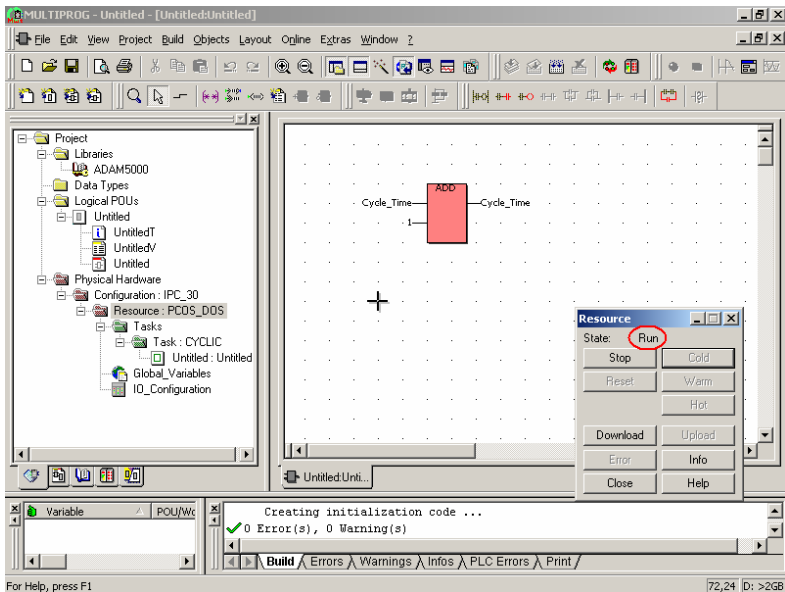 MULTIPROG - Untitled - [Untitled:Untitled]
File Edit View Project Build Objects Layout Online Extras Window ?
Project
Libraries
ADAM5000
Data Types
Logical POUs
Untitled
UntitledT
UntitledV
Untitled
Physical Hardware
Configuration : IPC_30
Resource : PCOS_DOS
Tasks
Task : CYCLIC
Untitled : Untitled
Global_Variables
IO_Configuration
ADD
Cycle_Time
Cycle_Time
1
Untitled:Unti...
Resource
State: Run
Stop Cold
Reset Warm
Hot
Download Upload
Error Info
Close Help
Variable POU/Wo
Creating initialization code ...
0 Error(s), 0 Warning(s)
Build Errors Warnings Infos PLC Errors Print
For Help, press F1
72,24 D: >2GB